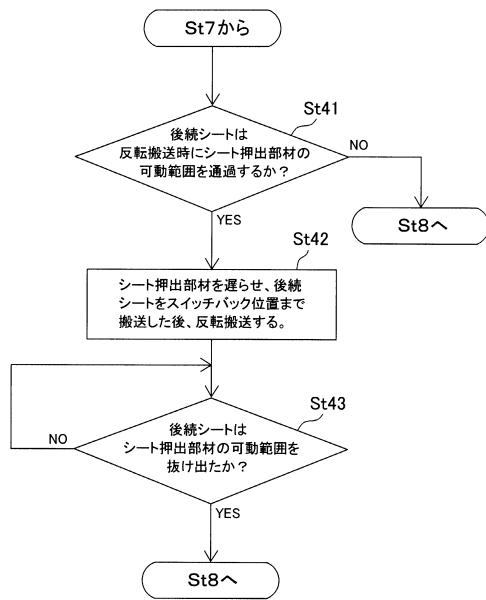 St7から
St41
後続シートは
反転搬送時にシート押出部材の
可動範囲を通過するか？
NO
YES
St8へ
St42
シート押出部材を遅らせ、後続
シートをスイッチバック位置まで
搬送した後、反転搬送する。
St43
後続シートは
シート押出部材の可動範囲を
抜け出たか？
NO
YES
St8へ